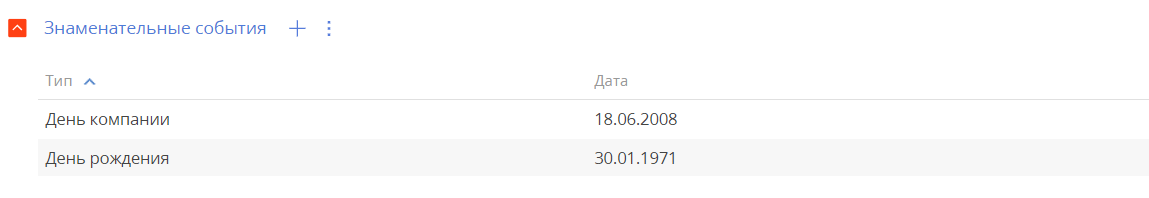 Знаменательные события
Тип Дата
День компании 18.06.2008
День рождения 30.01.1971